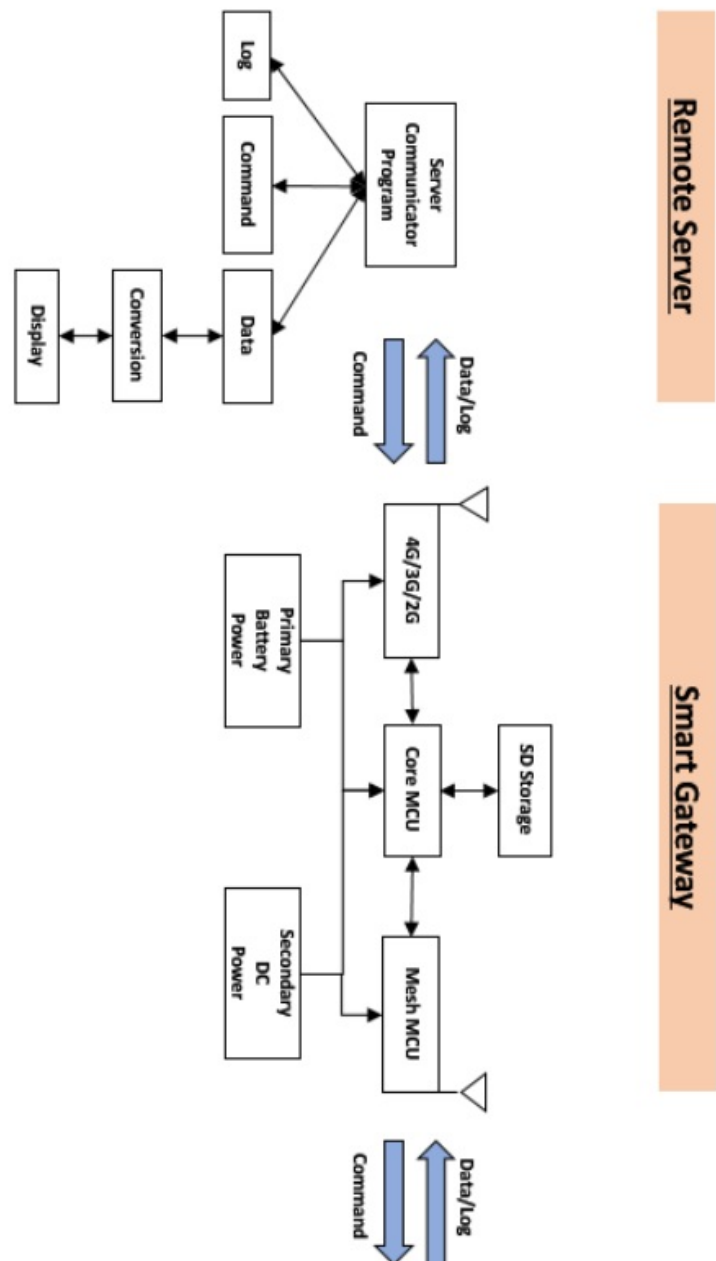 Remote Server
Smart Gateway
Server
Communicator
Program
Log
Command
Data
Conversion
Display
Data/Log
Command
4G/3G/2G
SD Storage
Core MCU
Mesh MCU
Primary
Battery
Power
Secondary
DC
Power
Data/Log
Command